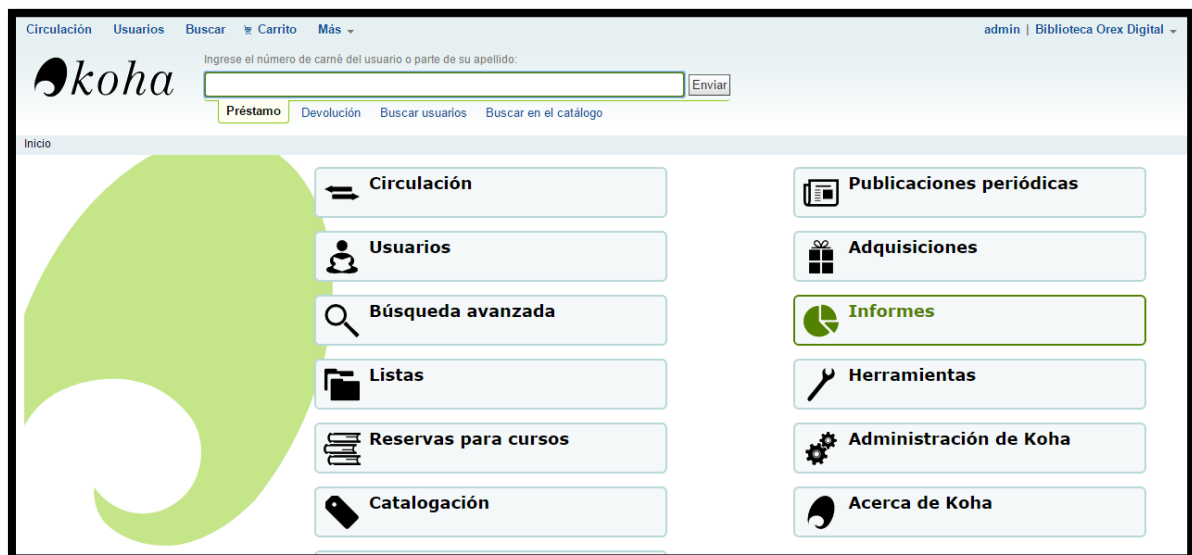 Circulación Usuarios Buscar Carrito Más
admin | Biblioteca Orex Digital
koha
Ingrese el número de carné del usuario o parte de su apellido:
Enviar
Préstamo Devolución Buscar usuarios Buscar en el catálogo
Inicio
Circulación
Usuarios
Búsqueda avanzada
Listas
Reservas para cursos
Catalogación
Publicaciones periódicas
Adquisiciones
Informes
Herramientas
Administración de Koha
Acerca de Koha